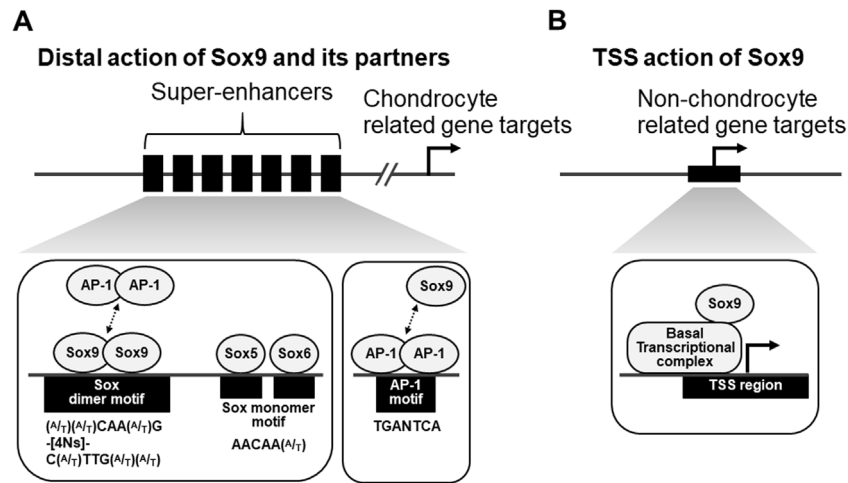 A
Distal action of Sox9 and its partners
Super-enhancers
Chondrocyte
related gene targets
AP-1 AP-1
Sox9 Sox9
Sox
dimer motif
(A/T)(A/T)CAA(A/T)G
-[4Ns]-
C(A/T)TTG(A/T)(A/T)
Sox5 Sox6
Sox monomer
motif
AACAA(A/T)
Sox9
AP-1 AP-1
AP-1
motif
TGANTCA
B
TSS action of Sox9
Non-chondrocyte
related gene targets
Sox9
Basal
Transcriptional
complex
TSS region